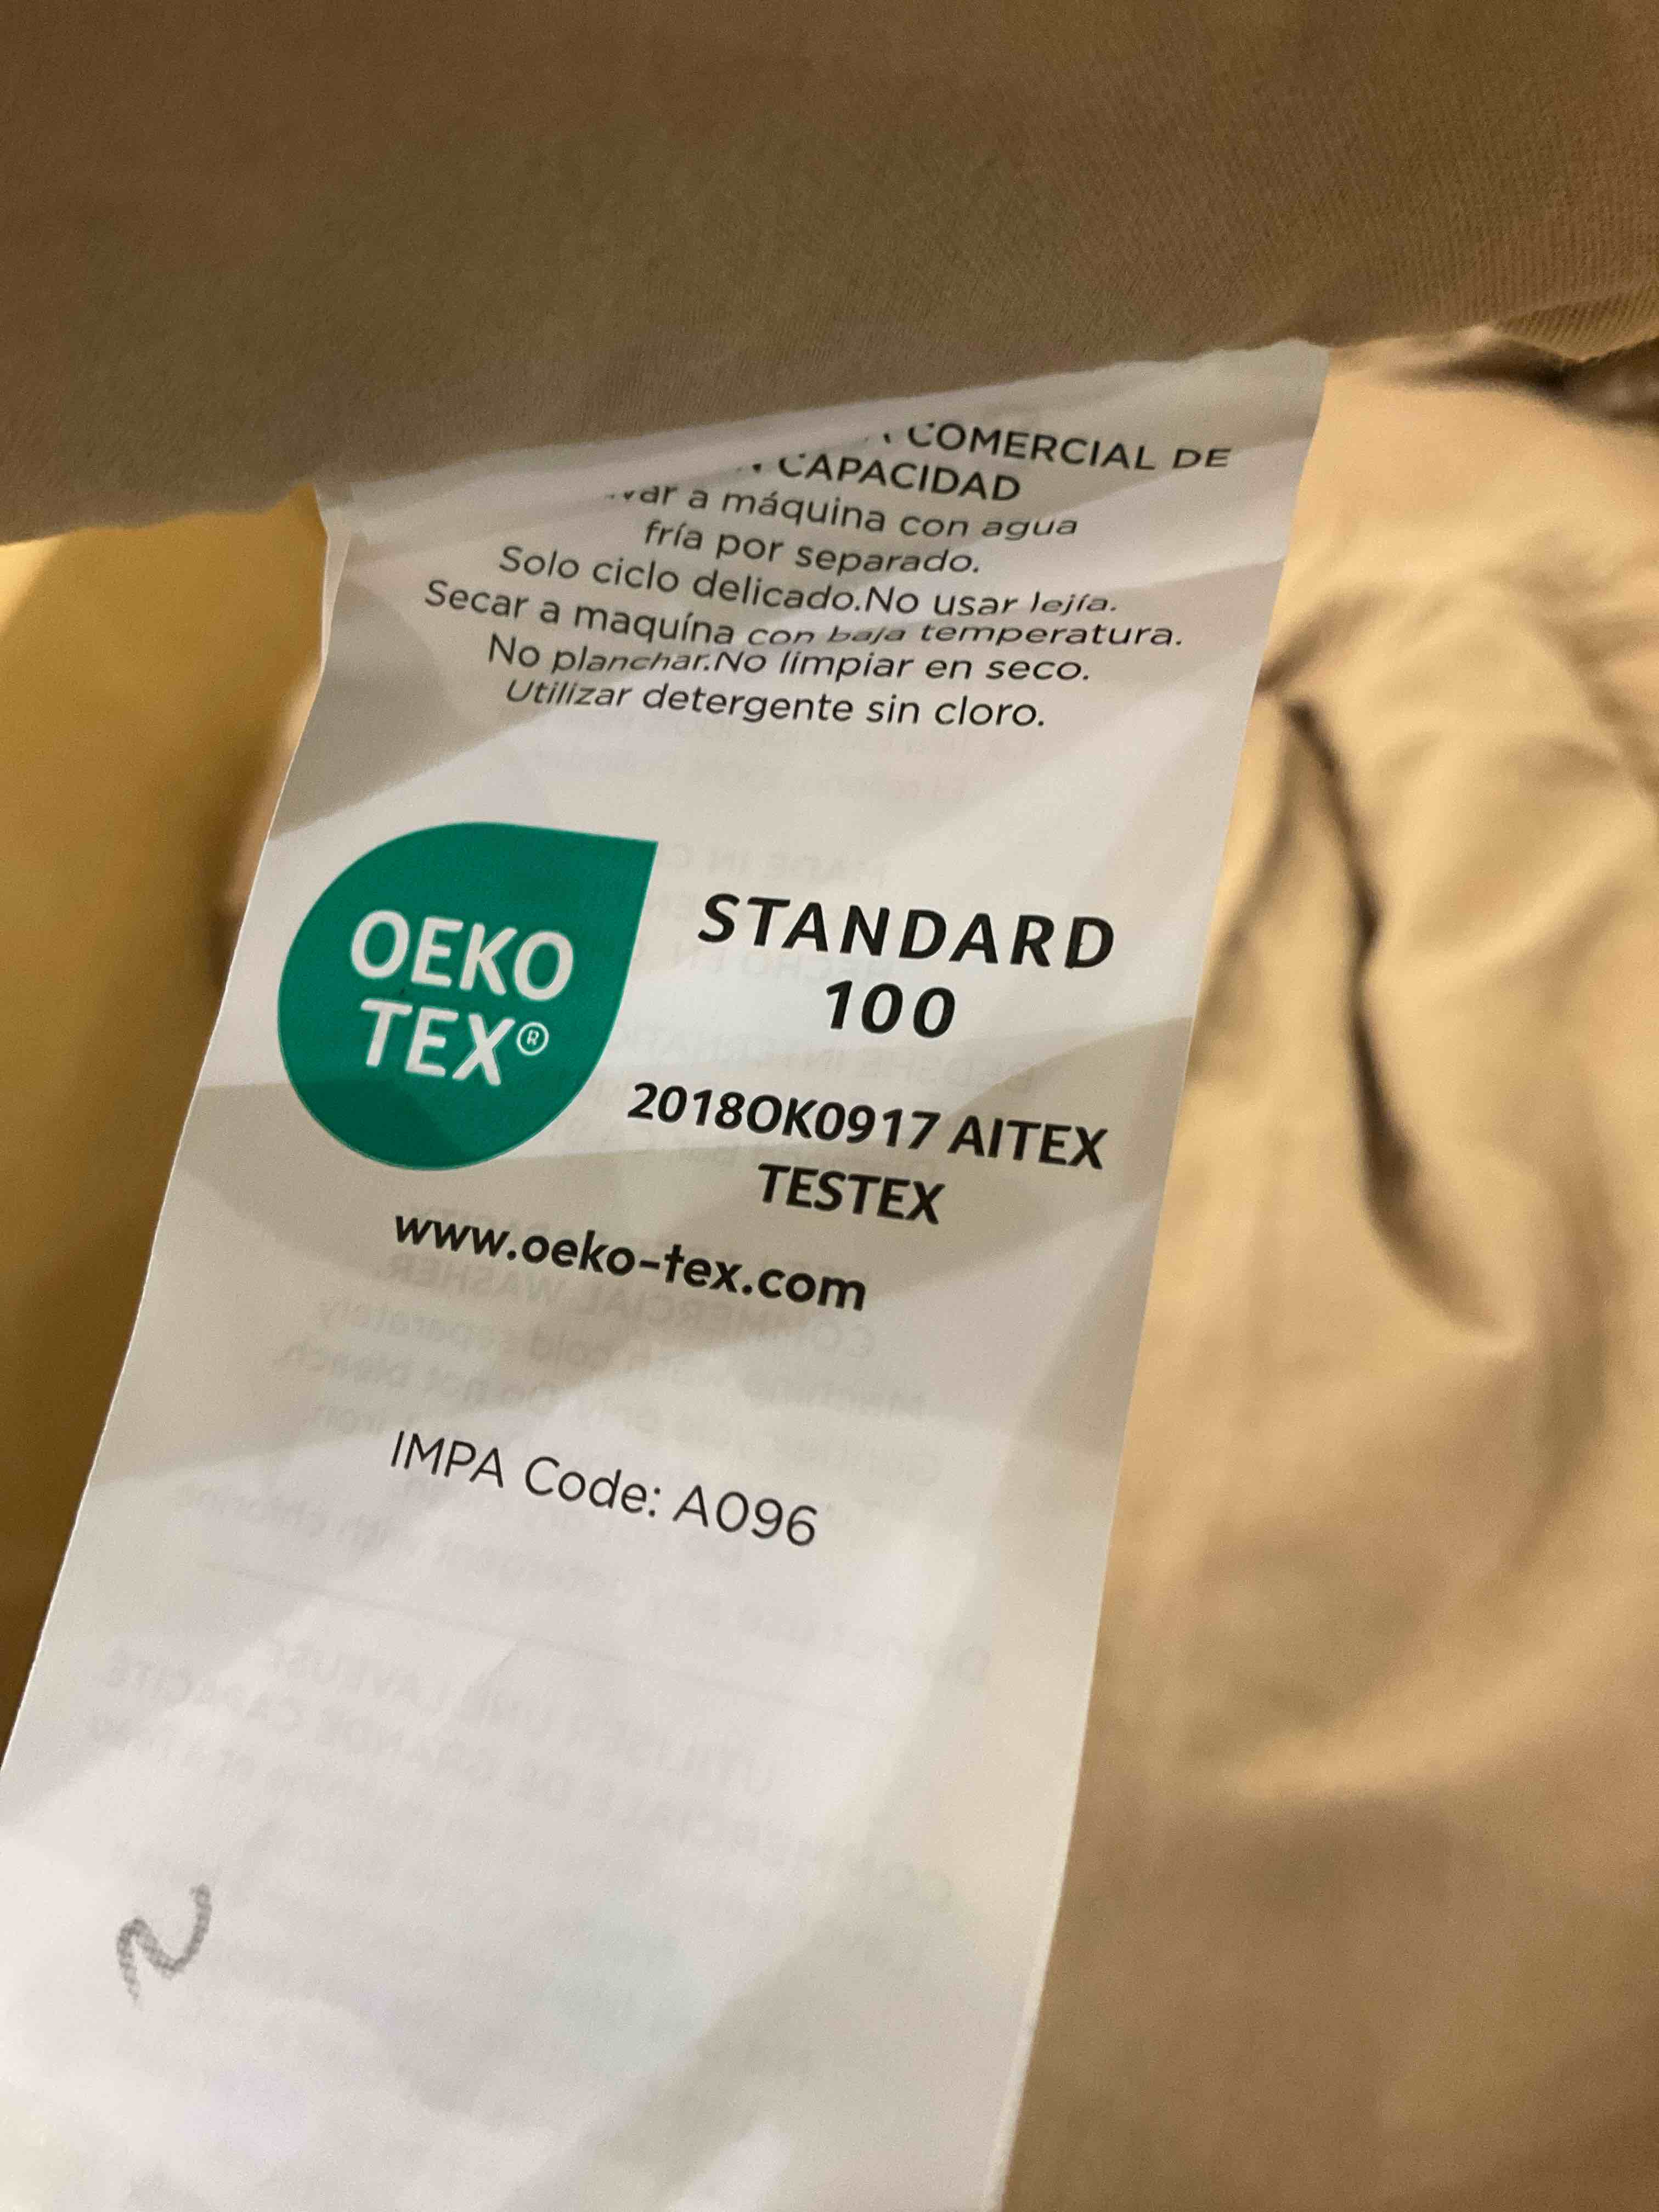 COMERCIAL DE
CAPACIDAD
a máquina con agua
fría por separado.
Solo ciclo delicado.No usar lejía.
Secar a maquína con baja temperatura.
No planchar.No limpiar en seco.
Utilizar detergente sin cloro.
OEKO
TEX®
STANDARD
100
2018OK0917 AITEX
TESTEX
www.oeko-tex.com
IMPA Code: A096